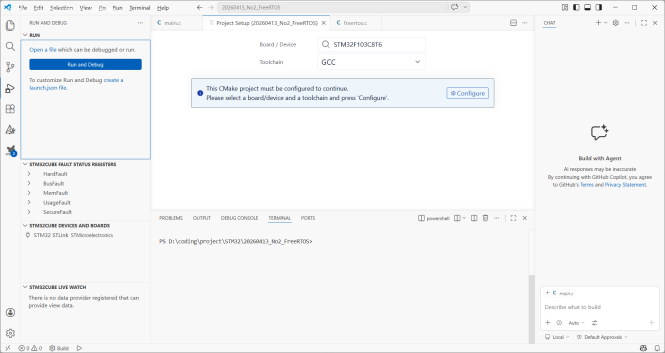 File Edit Selection View Go Run Terminal Help
20260413_No2_FreeRTOS
RUN AND DEBUG
RUN
Open a file which can be debugged or run.
Run and Debug
To customize Run and Debug create a
launch.json file.
STM32CUBE FAULT STATUS REGISTERS
HardFault
BusFault
MemFault
UsageFault
SecureFault
STM32CUBE DEVICES AND BOARDS
STM32 STLink STMicroelectronics
STM32CUBE LIVE WATCH
There is no data provider registered that can
provide view data.
C main.c
Project Setup (20260413_No2_FreeRTOS)
C freertos.c
Board / Device
STM32F103C8T6
Toolchain
GCC
This CMake project must be configured to continue.
Please select a board/device and a toolchain and press 'Configure'.
Configure
PROBLEMS OUTPUT DEBUG CONSOLE TERMINAL PORTS
powershell
PS D:\coding\project\STM32\20260413_No2_FreeRTOS>
CHAT
Build with Agent
AI responses may be inaccurate
By continuing with GitHub Copilot, you agree
to GitHub's Terms and Privacy Statement.
+ C main.c
Describe what to build
Auto
Local
Default Approvals
0 0 Build